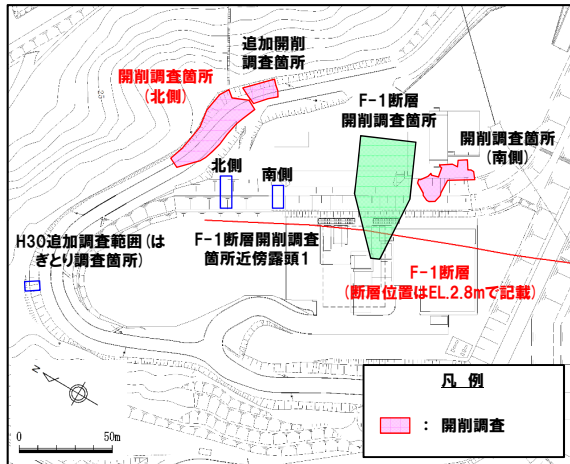 追加開削
調査箇所
開削調査箇所
(北側)
F-1断層
開削調査箇所
開削調査箇所
(南側)
北側
南側
H30追加調査範囲(は
ぎとり調査箇所)
F-1断層開削調査
箇所近傍露頭1
F-1断層
(断層位置はEL.2.8mで記載)
N
0
50m
凡 例
: 開削調査